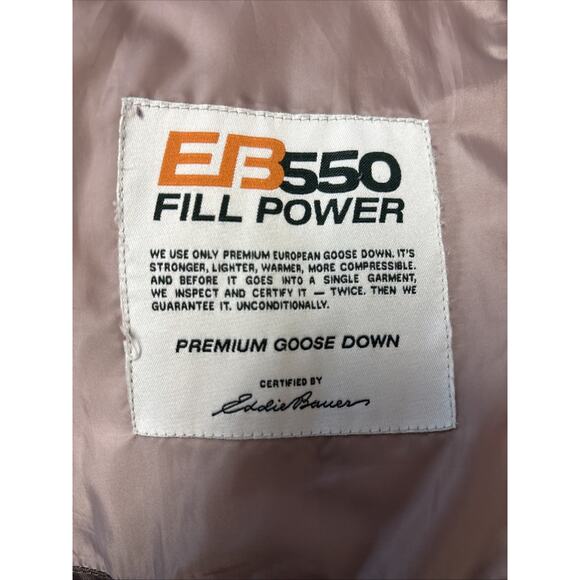 EB550
FILL POWER
WE USE ONLY PREMIUM EUROPEAN GOOSE DOWN. IT'S
STRONGER, LIGHTER, WARMER, MORE COMPRESSIBLE.
AND BEFORE IT GOES INTO A SINGLE GARMENT,
WE INSPECT AND CERTIFY IT — TWICE. THEN WE
GUARANTEE IT. UNCONDITIONALLY.
PREMIUM GOOSE DOWN
CERTIFIED BY
Eddie Bauer